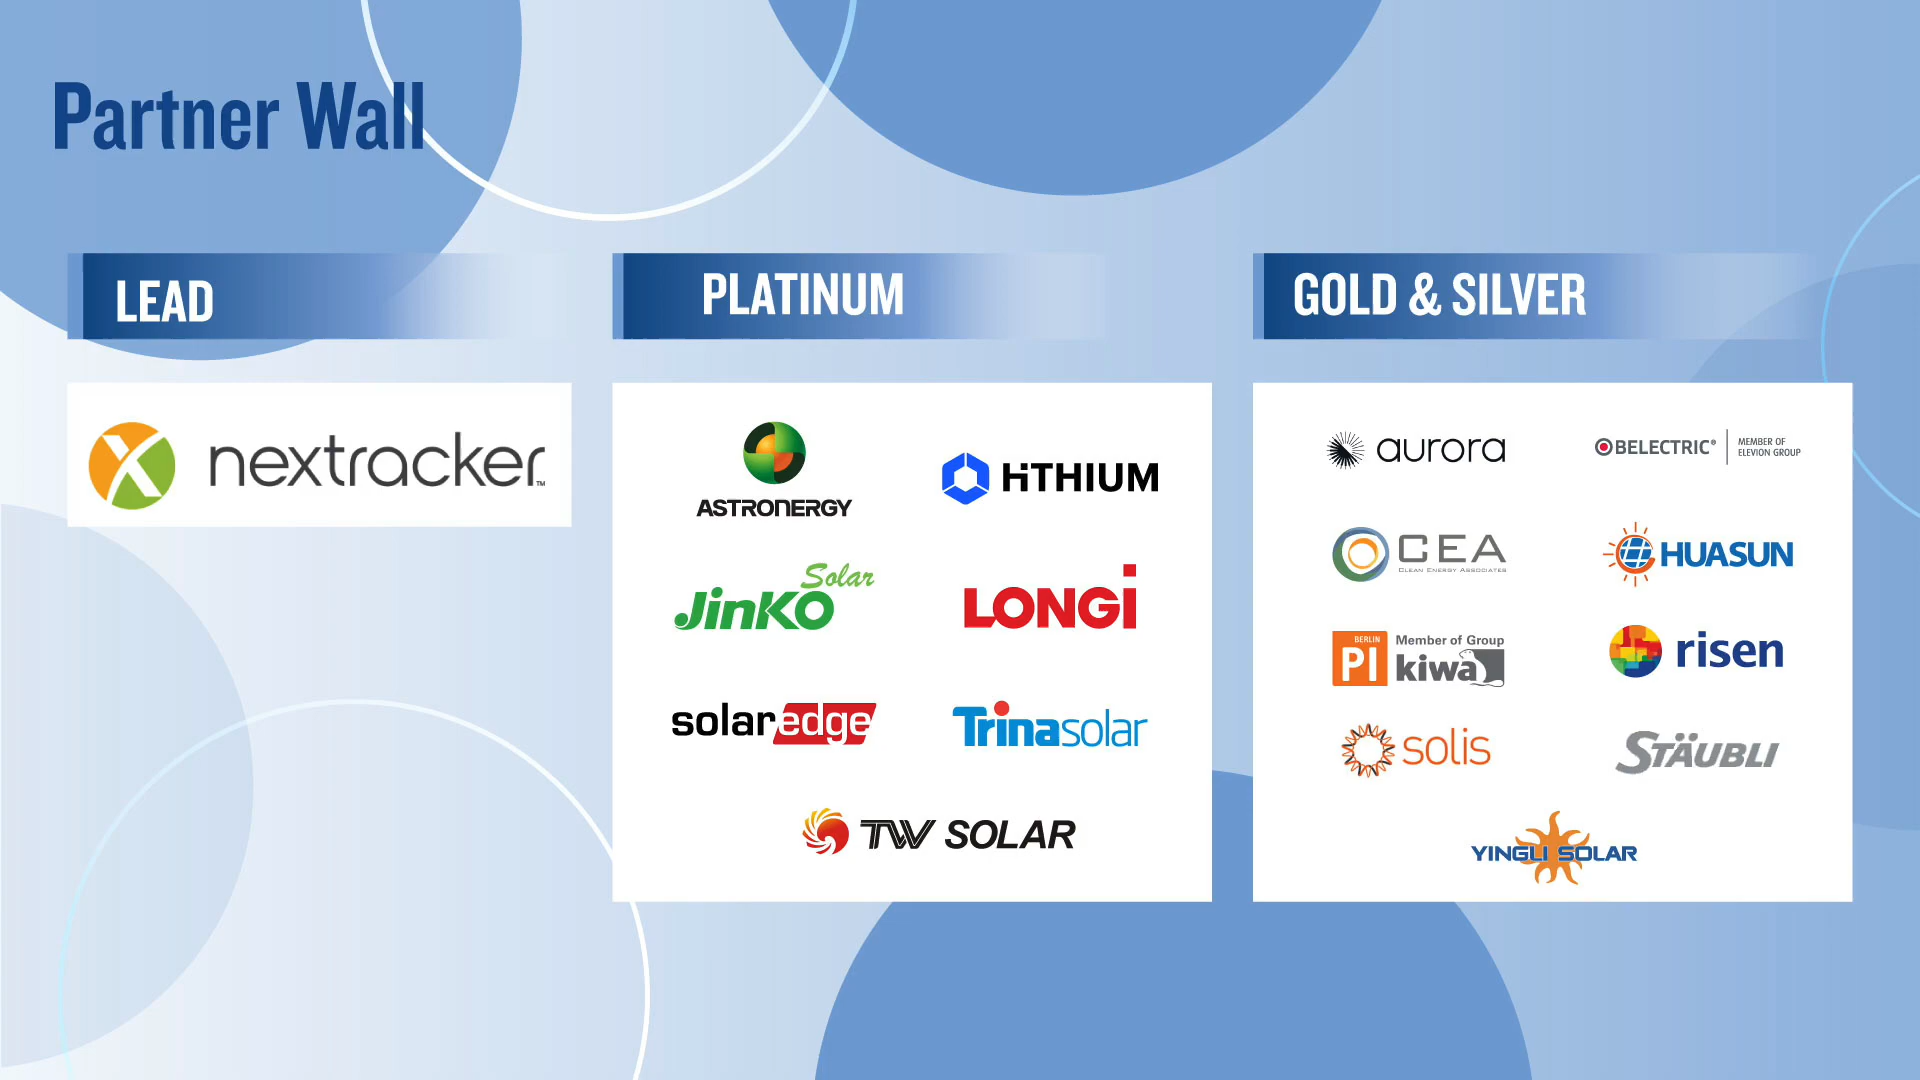 Partner Wall
LEAD
nextracker™
PLATINUM
ASTRONERGY
HiTHIUM
Solar
JinKO
LONGi
solaredge
Trinasolar
TW SOLAR
GOLD & SILVER
aurora
BELECTRIC®
MEMBER OF
ELEVION GROUP
CEA
CLEAN ENERGY ASSOCIATES
HUASUN
BERLIN
PI
Member of Group
kiwa
risen
solis
STÄUBLI
YINGLI SOLAR